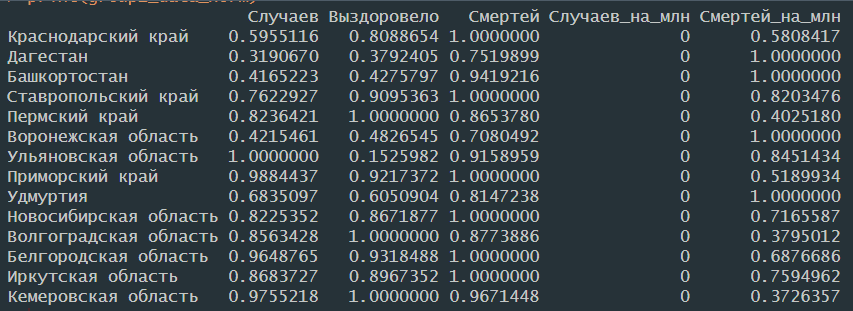 Случаев Выздоровело Смертей Случаев_на_млн Смертей_на_млн
Краснодарский край 0.5955116 0.8088654 1.0000000 0 0.5808417
Дагестан 0.3190670 0.3792405 0.7519899 0 1.0000000
Башкортостан 0.4165223 0.4275797 0.9419216 0 1.0000000
Ставропольский край 0.7622927 0.9095363 1.0000000 0 0.8203476
Пермский край 0.8236421 1.0000000 0.8653780 0 0.4025180
Воронежская область 0.4215461 0.4826545 0.7080492 0 1.0000000
Ульяновская область 1.0000000 0.1525982 0.9158959 0 0.8451434
Приморский край 0.9884437 0.9217372 1.0000000 0 0.5189934
Удмуртия 0.6835097 0.6050904 0.8147238 0 1.0000000
Новосибирская область 0.8225352 0.8671877 1.0000000 0 0.7165587
Волгоградская область 0.8563428 1.0000000 0.8773886 0 0.3795012
Белгородская область 0.9648765 0.9318488 1.0000000 0 0.6876686
Иркутская область 0.8683727 0.8967352 1.0000000 0 0.7594962
Кемеровская область 0.9755218 1.0000000 0.9671448 0 0.3726357